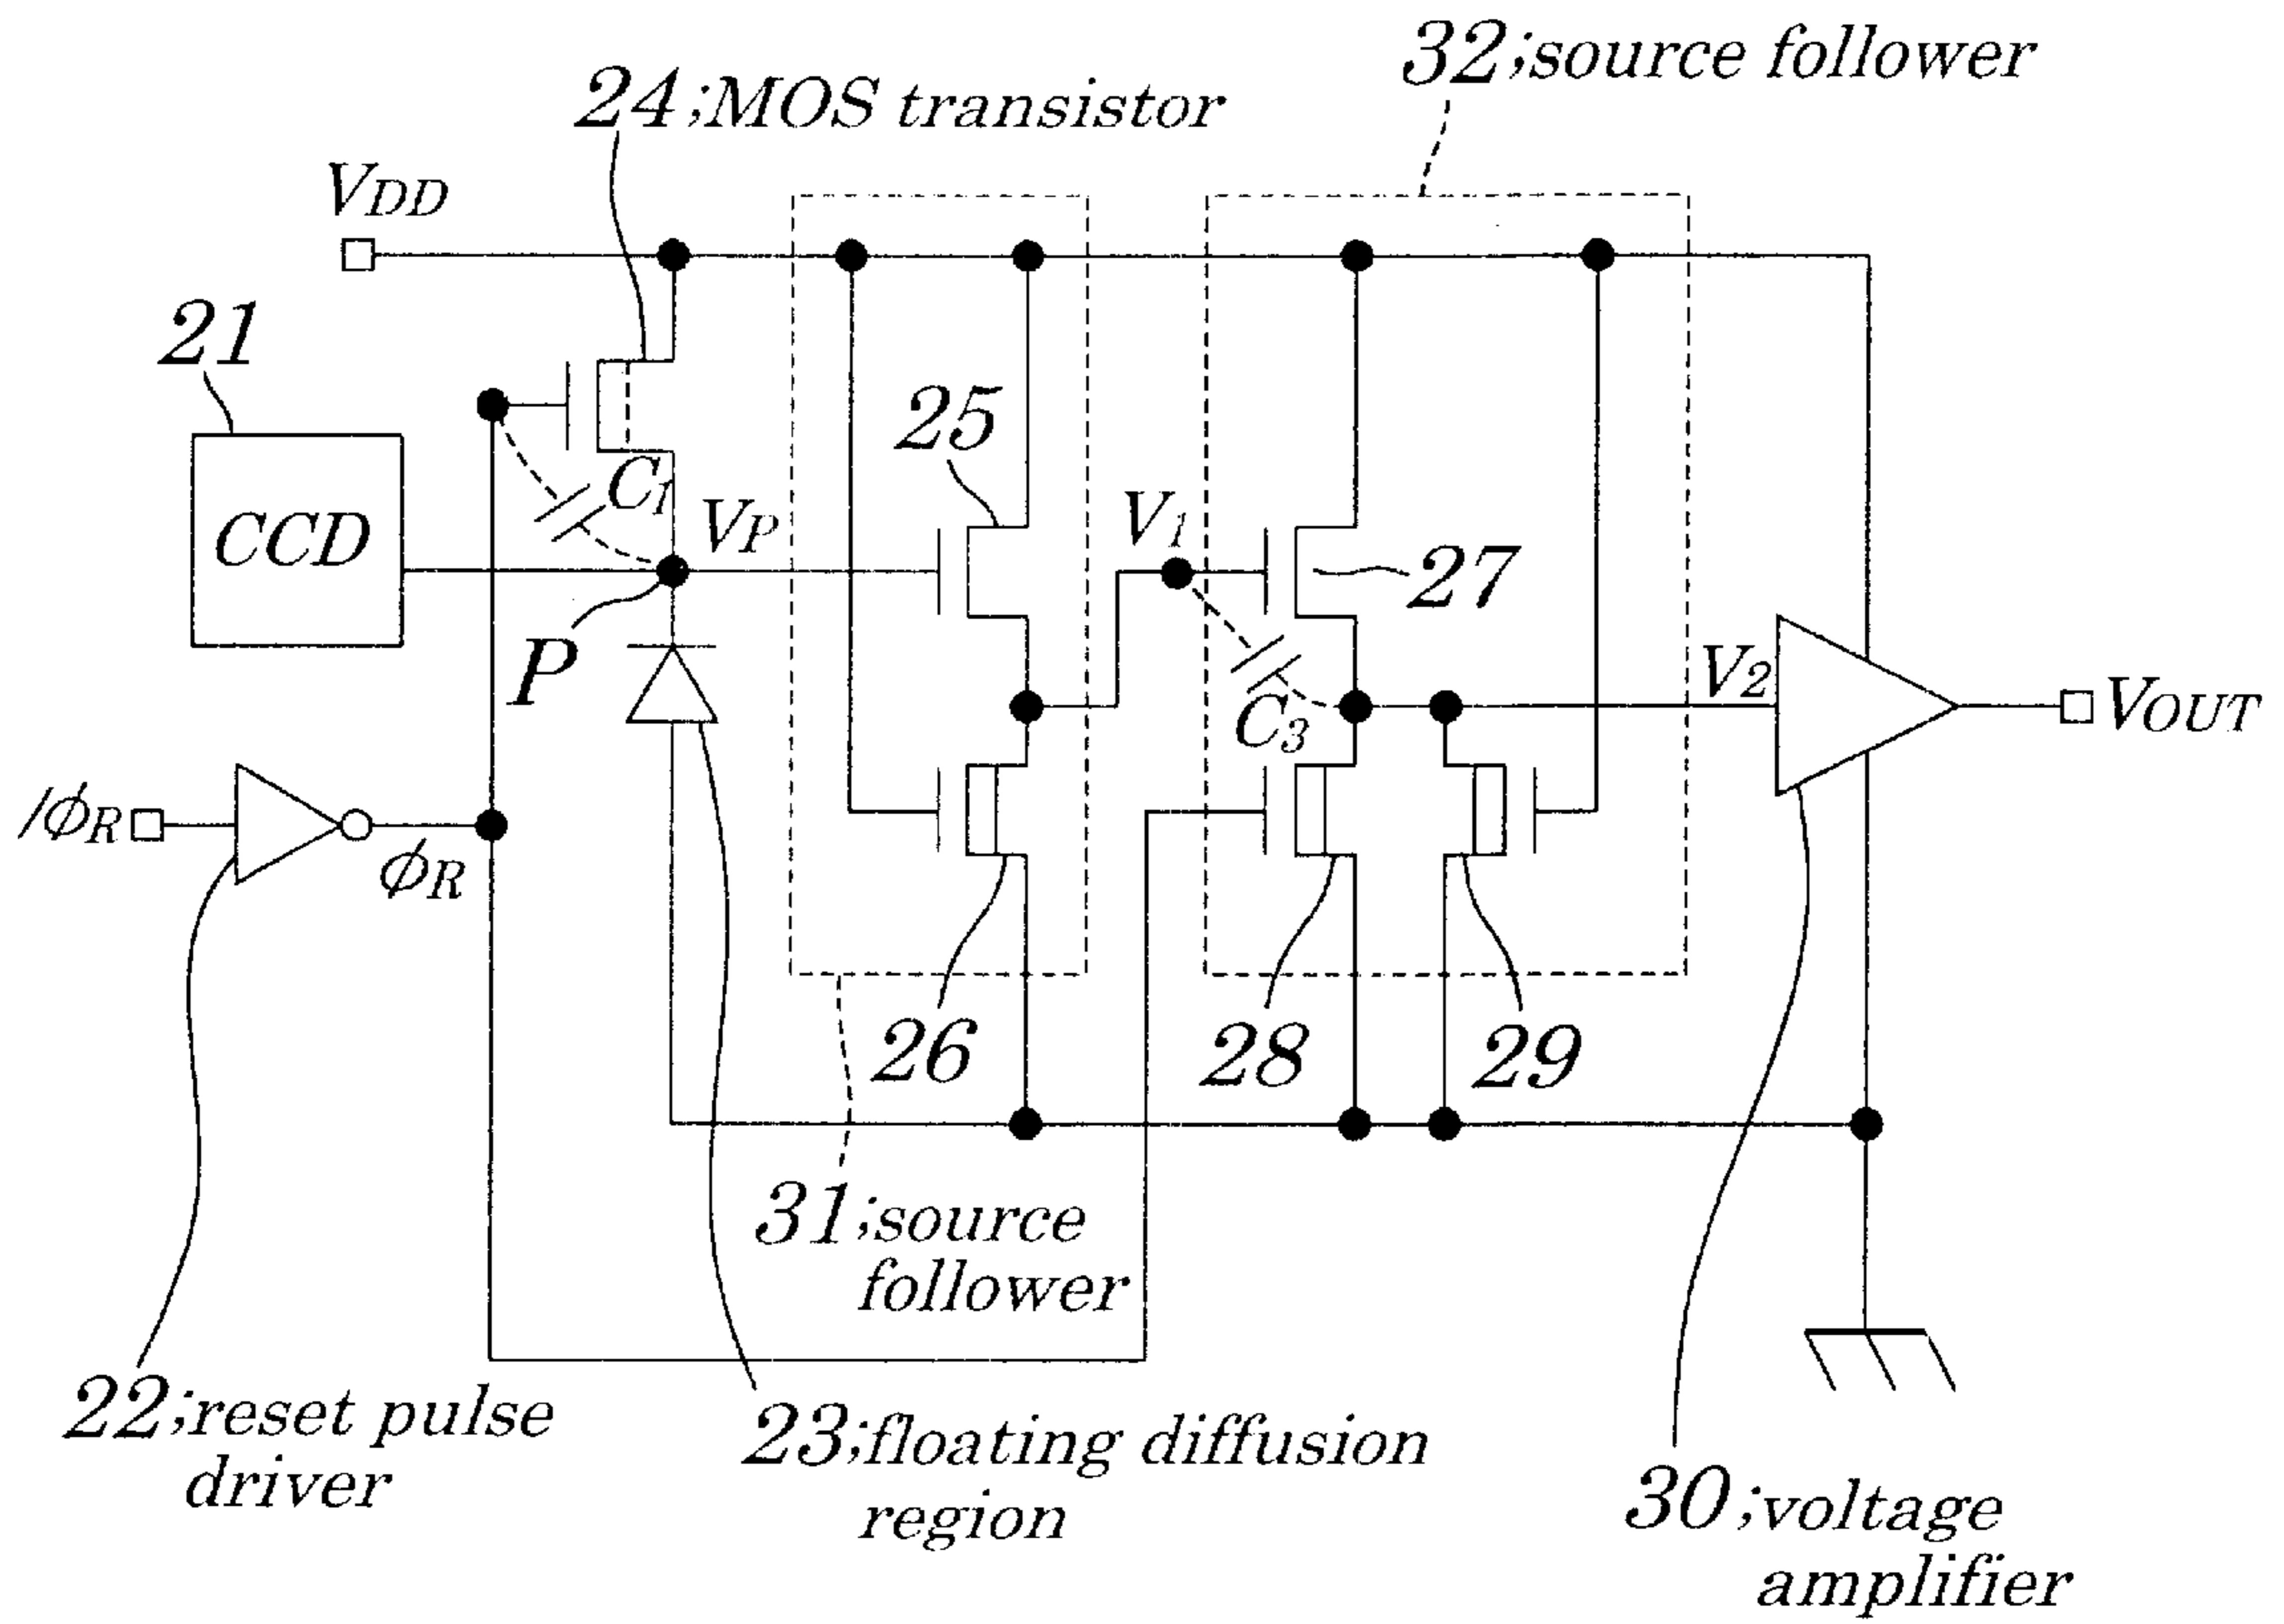 32;source follower
24;MOS transistor
VDD
21
25
C1
VP
V1
CCD
27
P
V2
VOUT
C3
/ϕR
ϕR
26
28
29
31;source
follower
22;reset pulse
driver
23;floating diffusion
region
30;voltage
amplifier